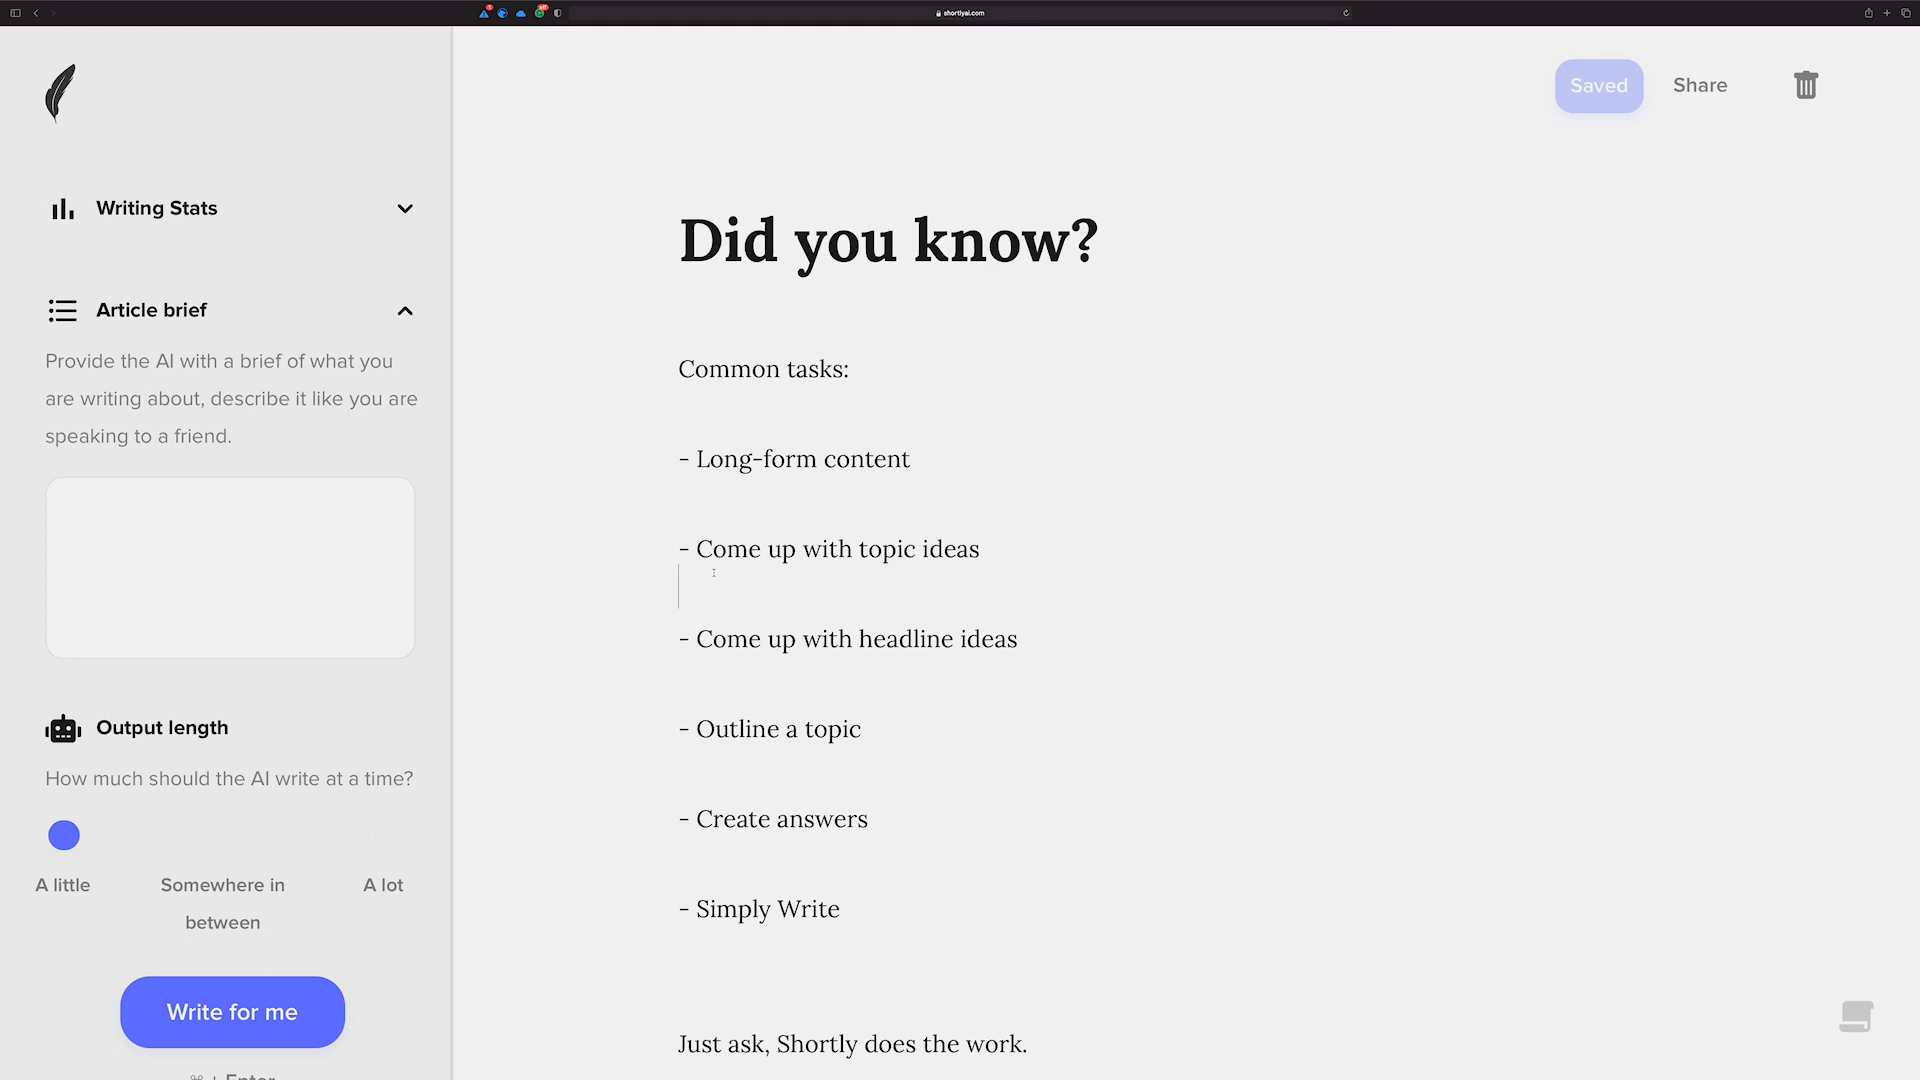 shortlyai.com
Saved
Share
Writing Stats
Article brief
Provide the AI with a brief of what you
are writing about, describe it like you are
speaking to a friend.
Output length
How much should the AI write at a time?
A little
Somewhere in
between
A lot
Write for me
⌘ + Enter
Did you know?
Common tasks:
- Long-form content
- Come up with topic ideas
- Come up with headline ideas
- Outline a topic
- Create answers
- Simply Write
Just ask, Shortly does the work.